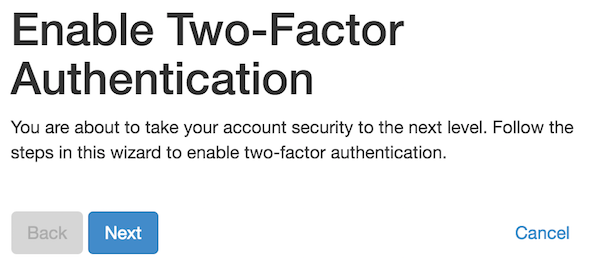 Enable Two-Factor
Authentication
You are about to take your account security to the next level. Follow the
steps in this wizard to enable two-factor authentication.
Back Next Cancel